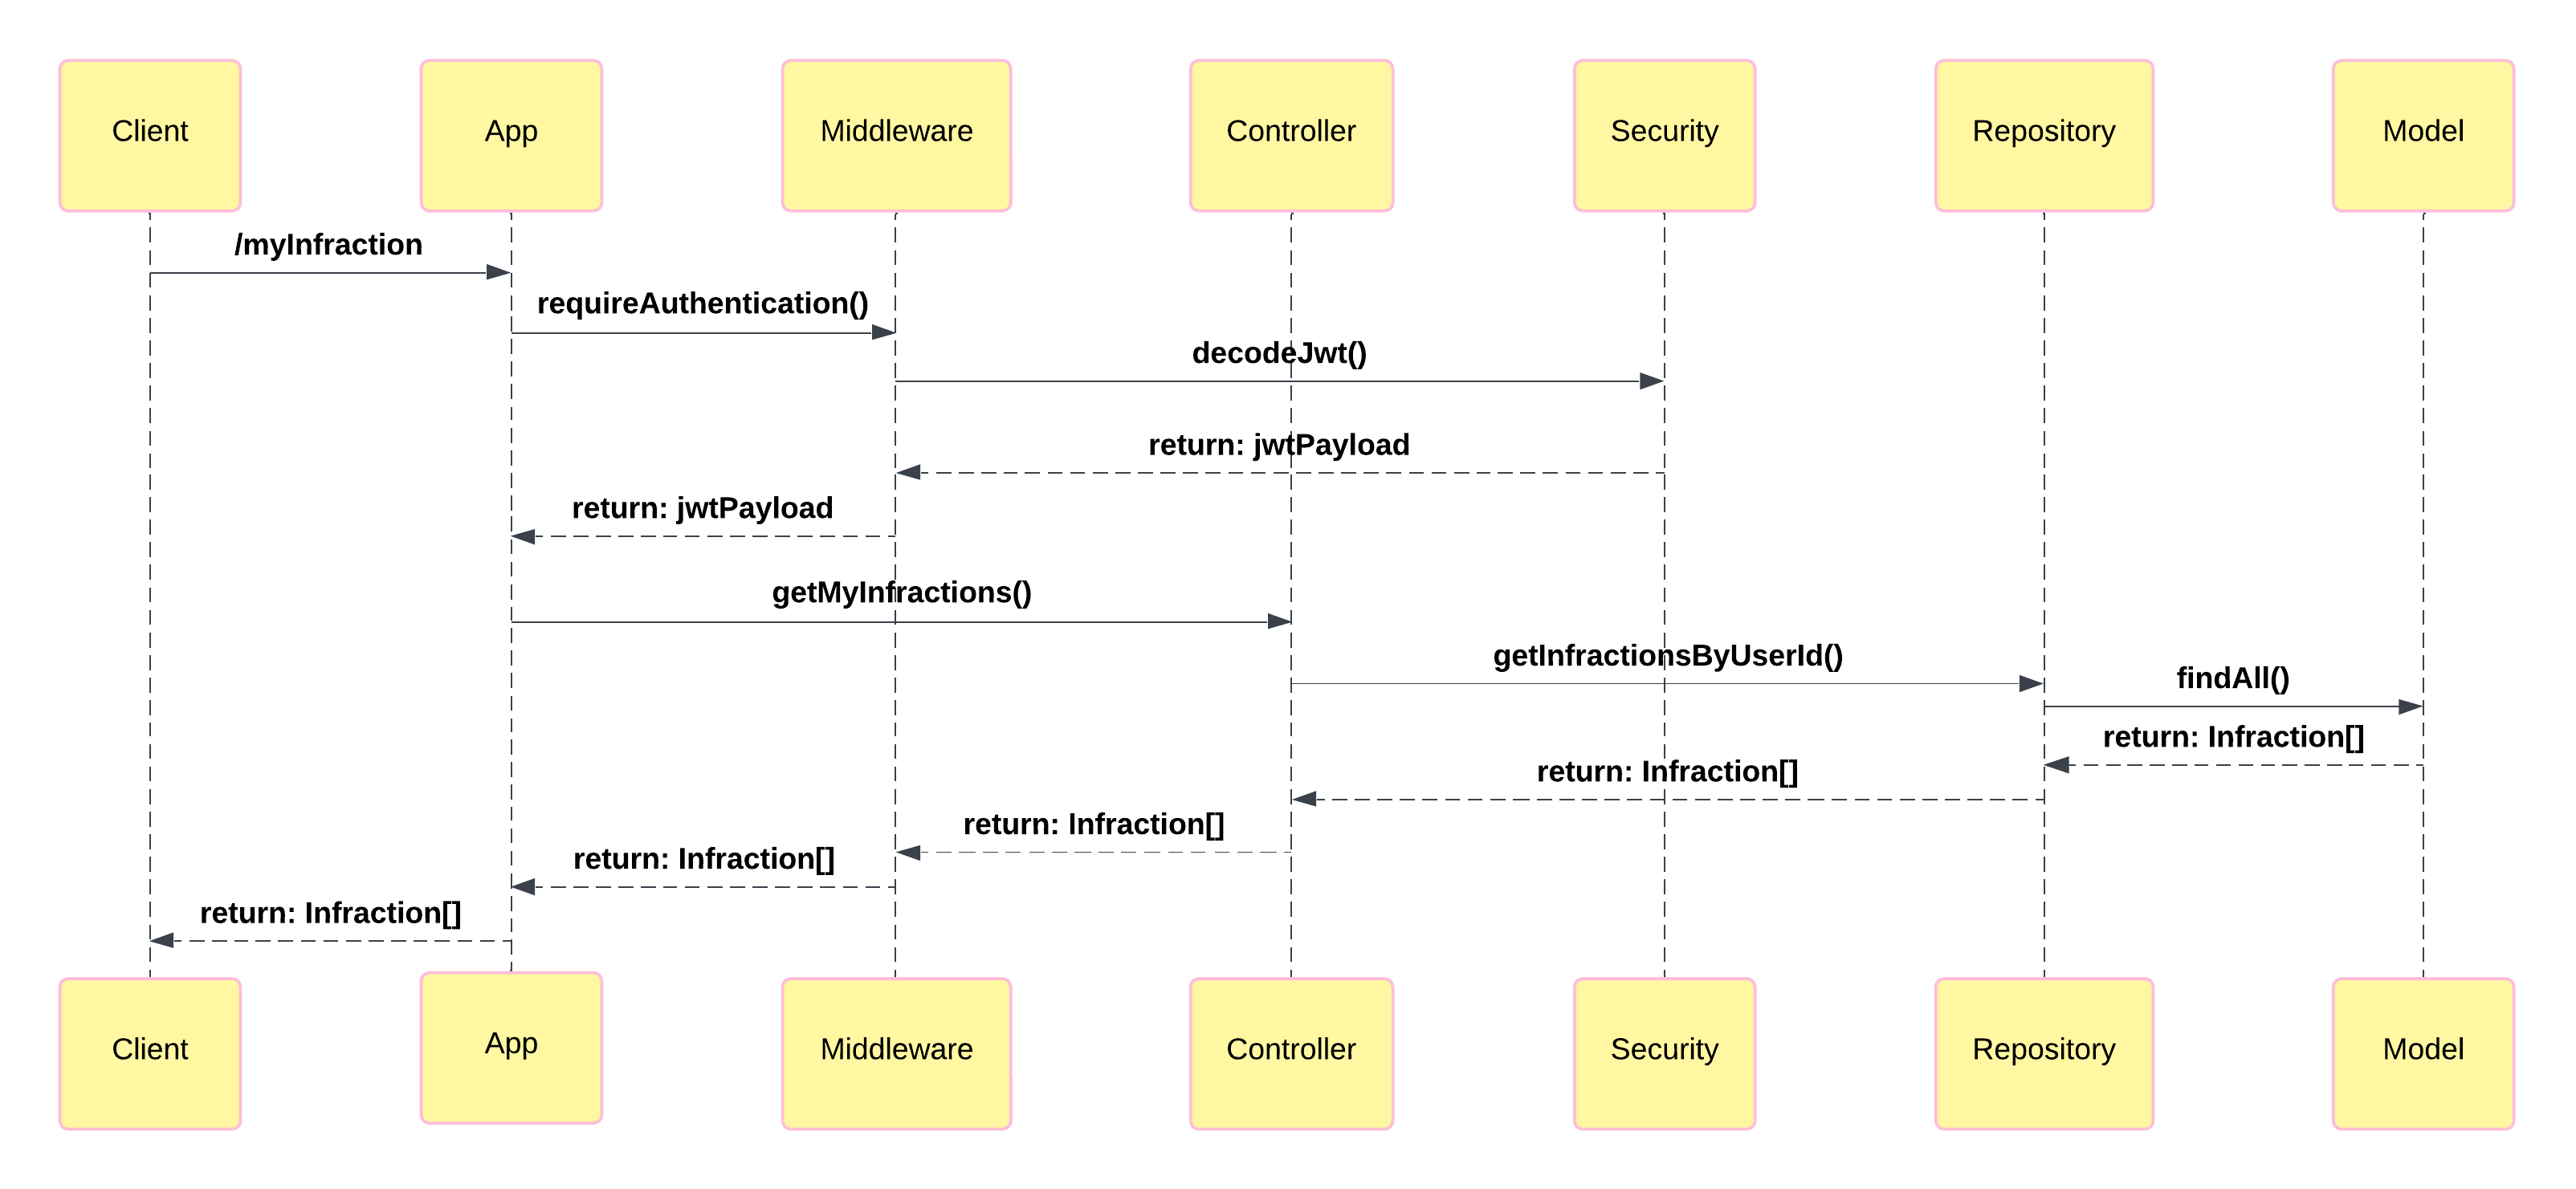 Client
App
Middleware
Controller
Security
Repository
Model
/myInfraction
requireAuthentication()
decodeJwt()
return: jwtPayload
return: jwtPayload
getMyInfractions()
getInfractionsByUserId()
findAll()
return: Infraction[]
return: Infraction[]
return: Infraction[]
return: Infraction[]
return: Infraction[]
Client
App
Middleware
Controller
Security
Repository
Model